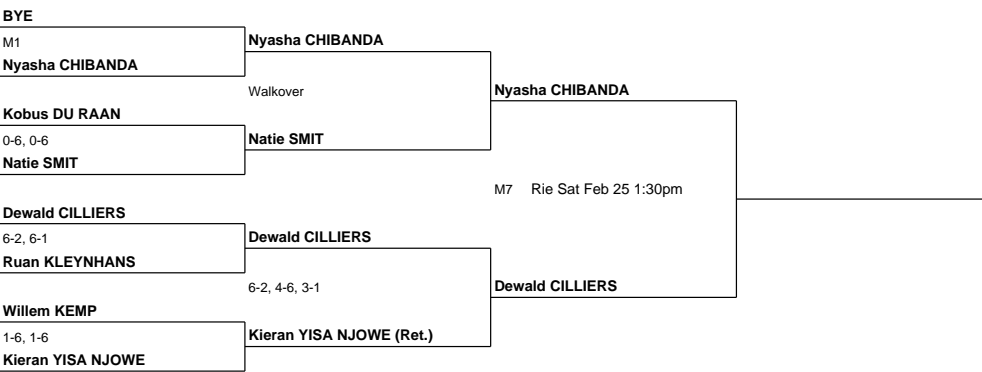 BYE
M1
Nyasha CHIBANDA
Kobus DU RAAN
0-6, 0-6
Natie SMIT
Dewald CILLIERS
6-2, 6-1
Ruan KLEYNHANS
Willem KEMP
1-6, 1-6
Kieran YISA NJOWE
Nyasha CHIBANDA
Walkover
Natie SMIT
Dewald CILLIERS
6-2, 4-6, 3-1
Kieran YISA NJOWE (Ret.)
Nyasha CHIBANDA
M7 Rie Sat Feb 25 1:30pm
Dewald CILLIERS